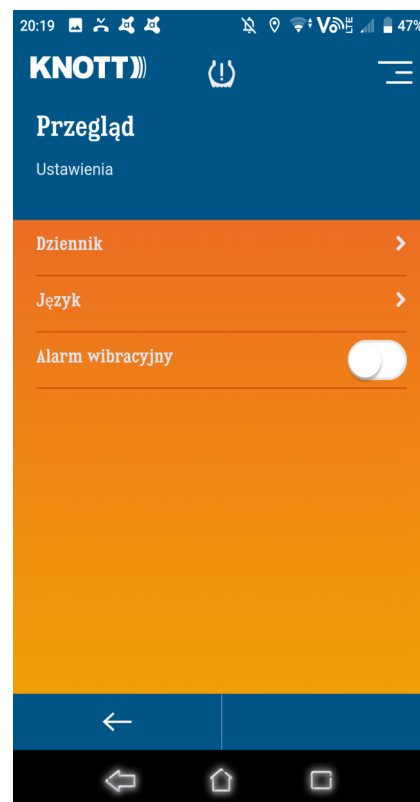 20:19
47%
KNOTT
Przegląd
Ustawienia
Dziennik
Język
Alarm wibracyjny